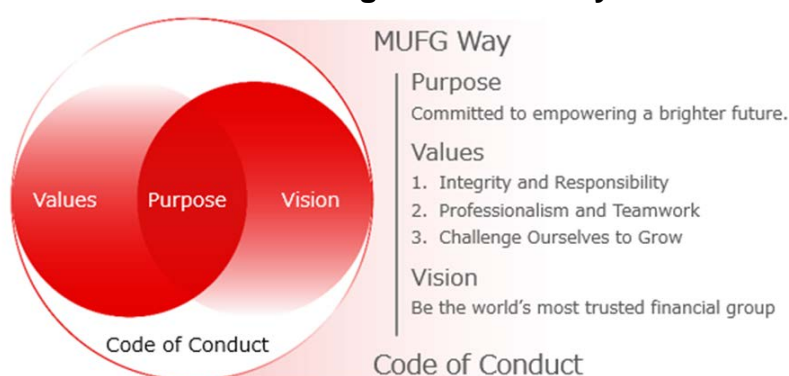 MUFG Way
Purpose
Committed to empowering a brighter future.
Values
1. Integrity and Responsibility
2. Professionalism and Teamwork
3. Challenge Ourselves to Grow
Vision
Be the world's most trusted financial group
Code of Conduct
Values Purpose Vision
Code of Conduct